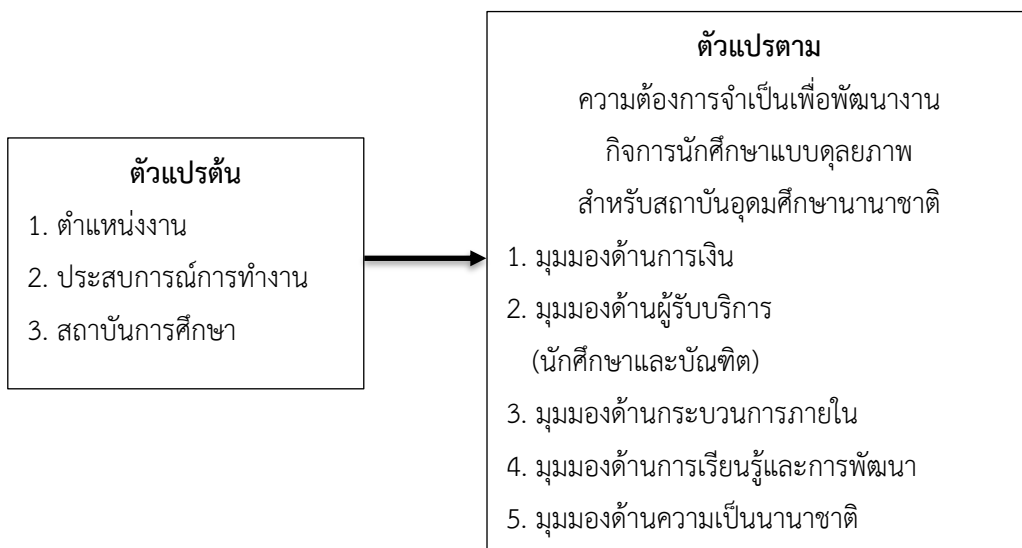 ตัวแปรต้น
1. ตำแหน่งงาน
2. ประสบการณ์การทำงาน
3. สถาบันการศึกษา
ตัวแปรตาม
ความต้องการจำเป็นเพื่อพัฒนางาน
กิจการนักศึกษาแบบดุลยภาพ
สำหรับสถาบันอุดมศึกษานานาชาติ
1. มุมมองด้านการเงิน
2. มุมมองด้านผู้รับบริการ
(นักศึกษาและบัณฑิต)
3. มุมมองด้านกระบวนการภายใน
4. มุมมองด้านการเรียนรู้และการพัฒนา
5. มุมมองด้านความเป็นนานาชาติ